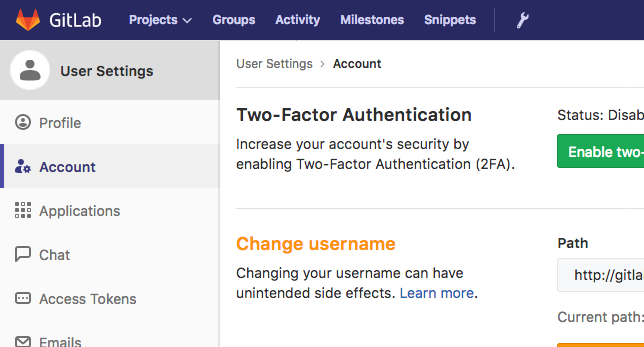 GitLab Projects Groups Activity Milestones Snippets
User Settings
User Settings > Account
Profile
Account
Applications
Chat
Access Tokens
Emails
Two-Factor Authentication
Increase your account's security by
enabling Two-Factor Authentication (2FA).
Status: Disab
Enable two-
Change username
Changing your username can have
unintended side effects. Learn more.
Path
http://gitla
Current path: